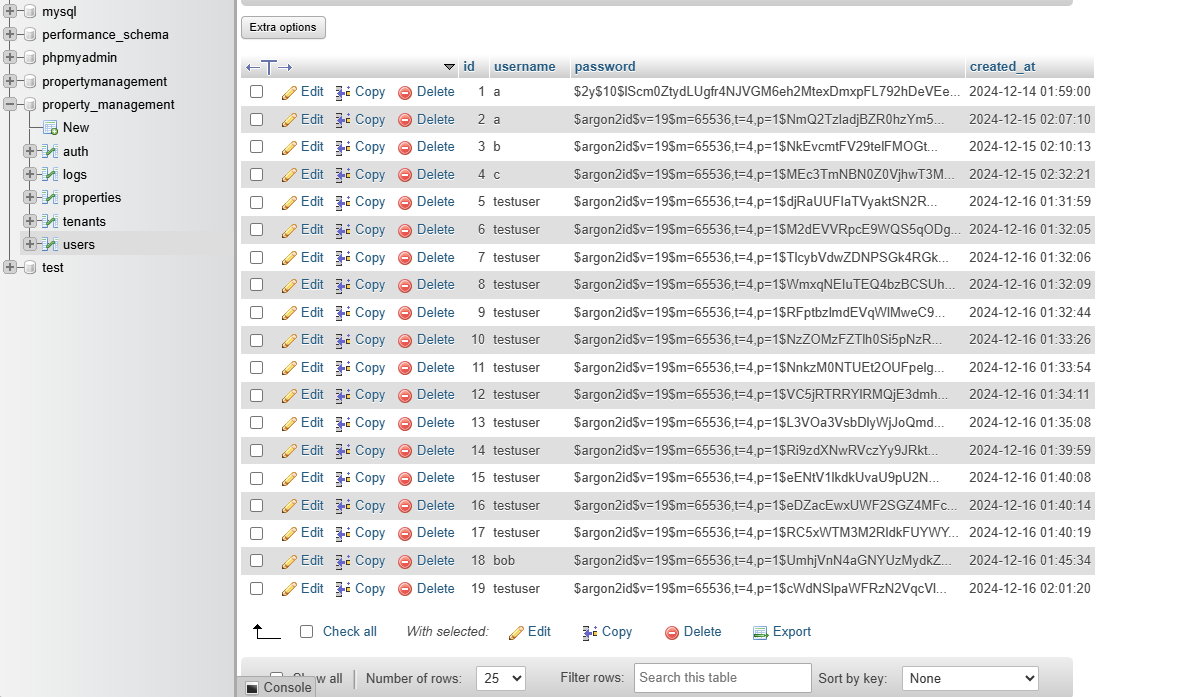 mysql
performance_schema
phpmyadmin
propertymanagement
property_management
New
auth
logs
properties
tenants
users
test
Extra options
id username password created_at
Edit Copy Delete 1 a $2y$10$lScm0ZtydLUgfr4NJVGM6eh2MtexDmxpFL792hDeVEe... 2024-12-14 01:59:00
Edit Copy Delete 2 a $argon2id$v=19$m=65536,t=4,p=1$NmQ2TzladjBZR0hzYm5... 2024-12-15 02:07:10
Edit Copy Delete 3 b $argon2id$v=19$m=65536,t=4,p=1$NkEvcmtFV29telFMOGt... 2024-12-15 02:10:13
Edit Copy Delete 4 c $argon2id$v=19$m=65536,t=4,p=1$MEc3TmNBN0Z0VjhwT3M... 2024-12-15 02:32:21
Edit Copy Delete 5 testuser $argon2id$v=19$m=65536,t=4,p=1$djRaUUFIaTVyaktSN2R... 2024-12-16 01:31:59
Edit Copy Delete 6 testuser $argon2id$v=19$m=65536,t=4,p=1$M2dEVVRpcE9WQS5qODg... 2024-12-16 01:32:05
Edit Copy Delete 7 testuser $argon2id$v=19$m=65536,t=4,p=1$TlcybVdwZDNPSGk4RGk... 2024-12-16 01:32:06
Edit Copy Delete 8 testuser $argon2id$v=19$m=65536,t=4,p=1$WmxqNEluTEQ4bzBCSUh... 2024-12-16 01:32:09
Edit Copy Delete 9 testuser $argon2id$v=19$m=65536,t=4,p=1$RFptbzlmdEVqWlMweC9... 2024-12-16 01:32:44
Edit Copy Delete 10 testuser $argon2id$v=19$m=65536,t=4,p=1$NzZOMzFZTlh0Si5pNzR... 2024-12-16 01:33:26
Edit Copy Delete 11 testuser $argon2id$v=19$m=65536,t=4,p=1$NnkzM0NTUEt2OUFpelg... 2024-12-16 01:33:54
Edit Copy Delete 12 testuser $argon2id$v=19$m=65536,t=4,p=1$VC5jRTRRYlRMQjE3dmh... 2024-12-16 01:34:11
Edit Copy Delete 13 testuser $argon2id$v=19$m=65536,t=4,p=1$L3VOa3VsbDlyWjJoQmd... 2024-12-16 01:35:08
Edit Copy Delete 14 testuser $argon2id$v=19$m=65536,t=4,p=1$Ri9zdXNwRVczYy9JRkt... 2024-12-16 01:39:59
Edit Copy Delete 15 testuser $argon2id$v=19$m=65536,t=4,p=1$eENtV1lkdkUvaU9pU2N... 2024-12-16 01:40:08
Edit Copy Delete 16 testuser $argon2id$v=19$m=65536,t=4,p=1$eDZacEwxUWF2SGZ4MFc... 2024-12-16 01:40:14
Edit Copy Delete 17 testuser $argon2id$v=19$m=65536,t=4,p=1$RC5xWTM3M2RldkFUYWY... 2024-12-16 01:40:19
Edit Copy Delete 18 bob $argon2id$v=19$m=65536,t=4,p=1$UmhjVnN4aGNYUzMydkZ... 2024-12-16 01:45:34
Edit Copy Delete 19 testuser $argon2id$v=19$m=65536,t=4,p=1$cWdNSlpaWFRzN2VqcVl... 2024-12-16 02:01:20
Check all With selected: Edit Copy Delete Export
Show all Number of rows: 25 Filter rows: Search this table Sort by key: None
Console